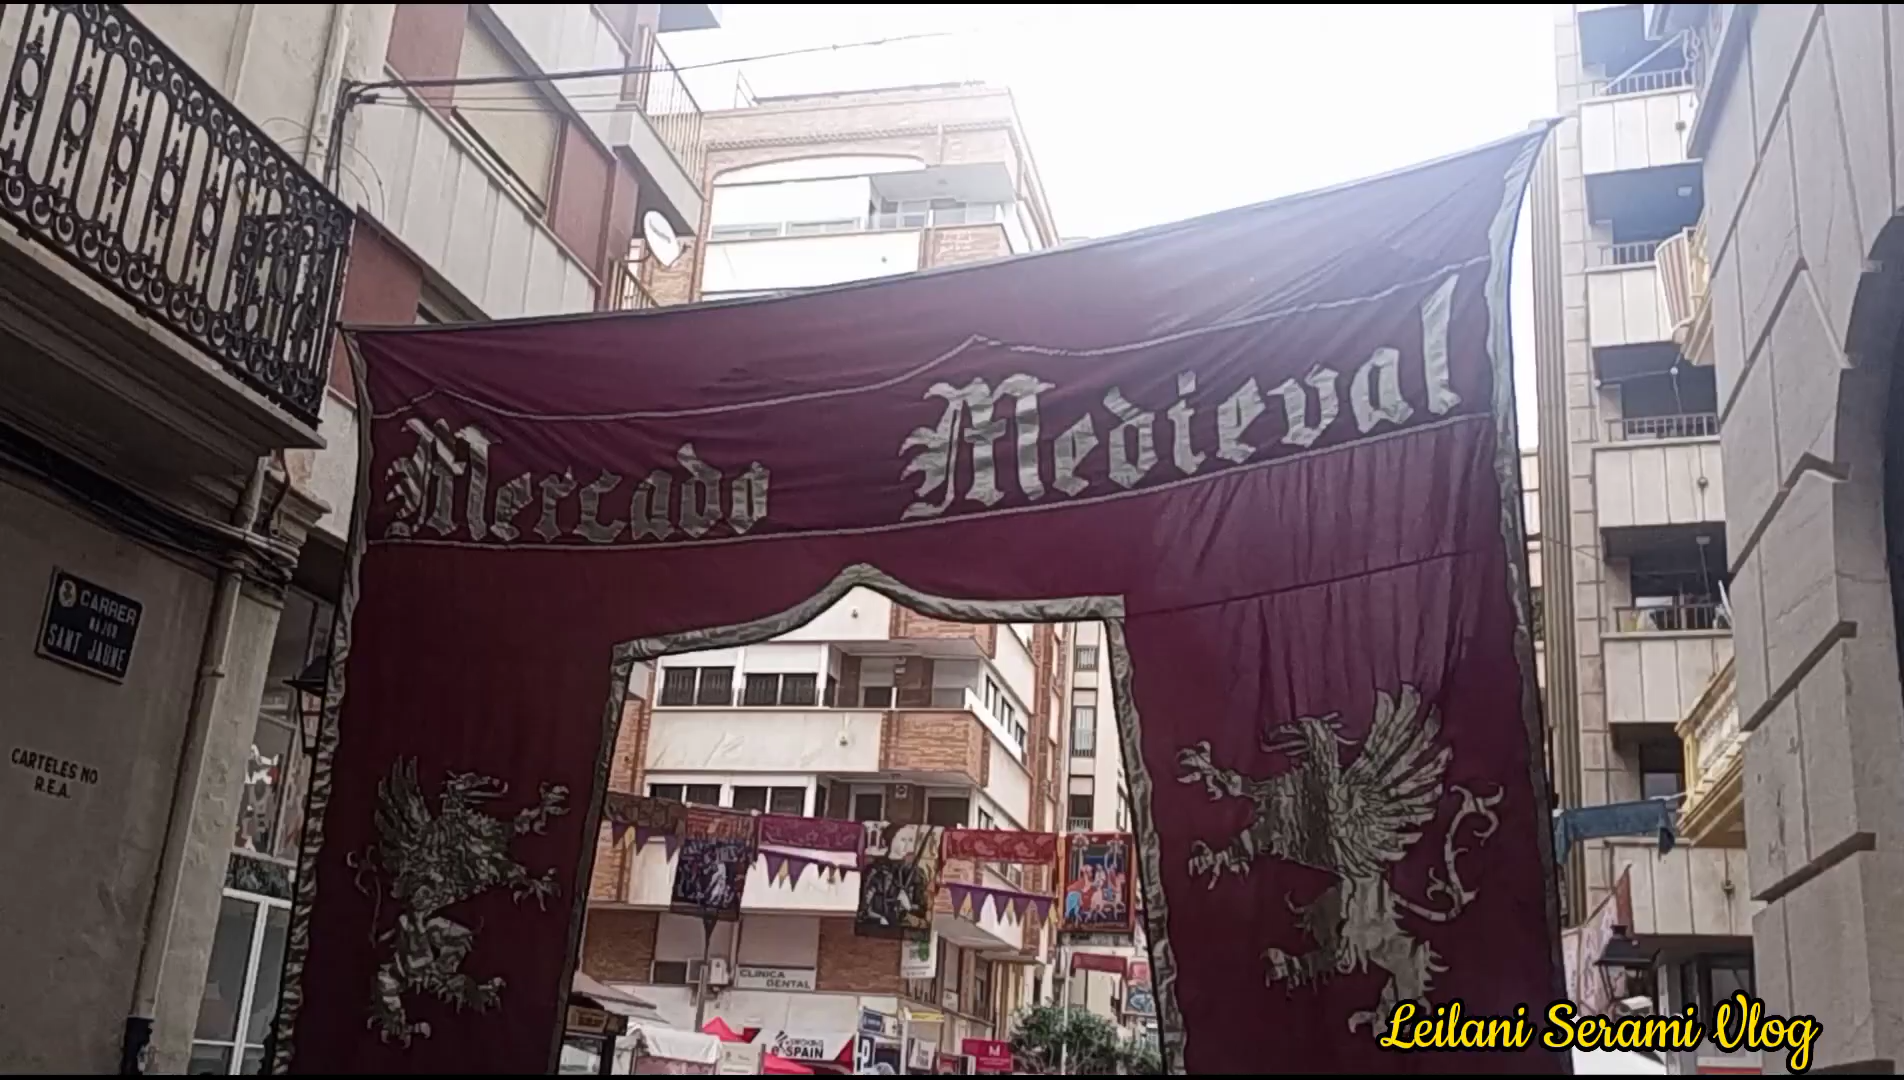 Mercado Medieval
CARRER
MAJOR
SANT JAUME
CARTELES NO
R.E.A.
CLINICA
DENTAL
SPAIN
Leilani Serami Vlog